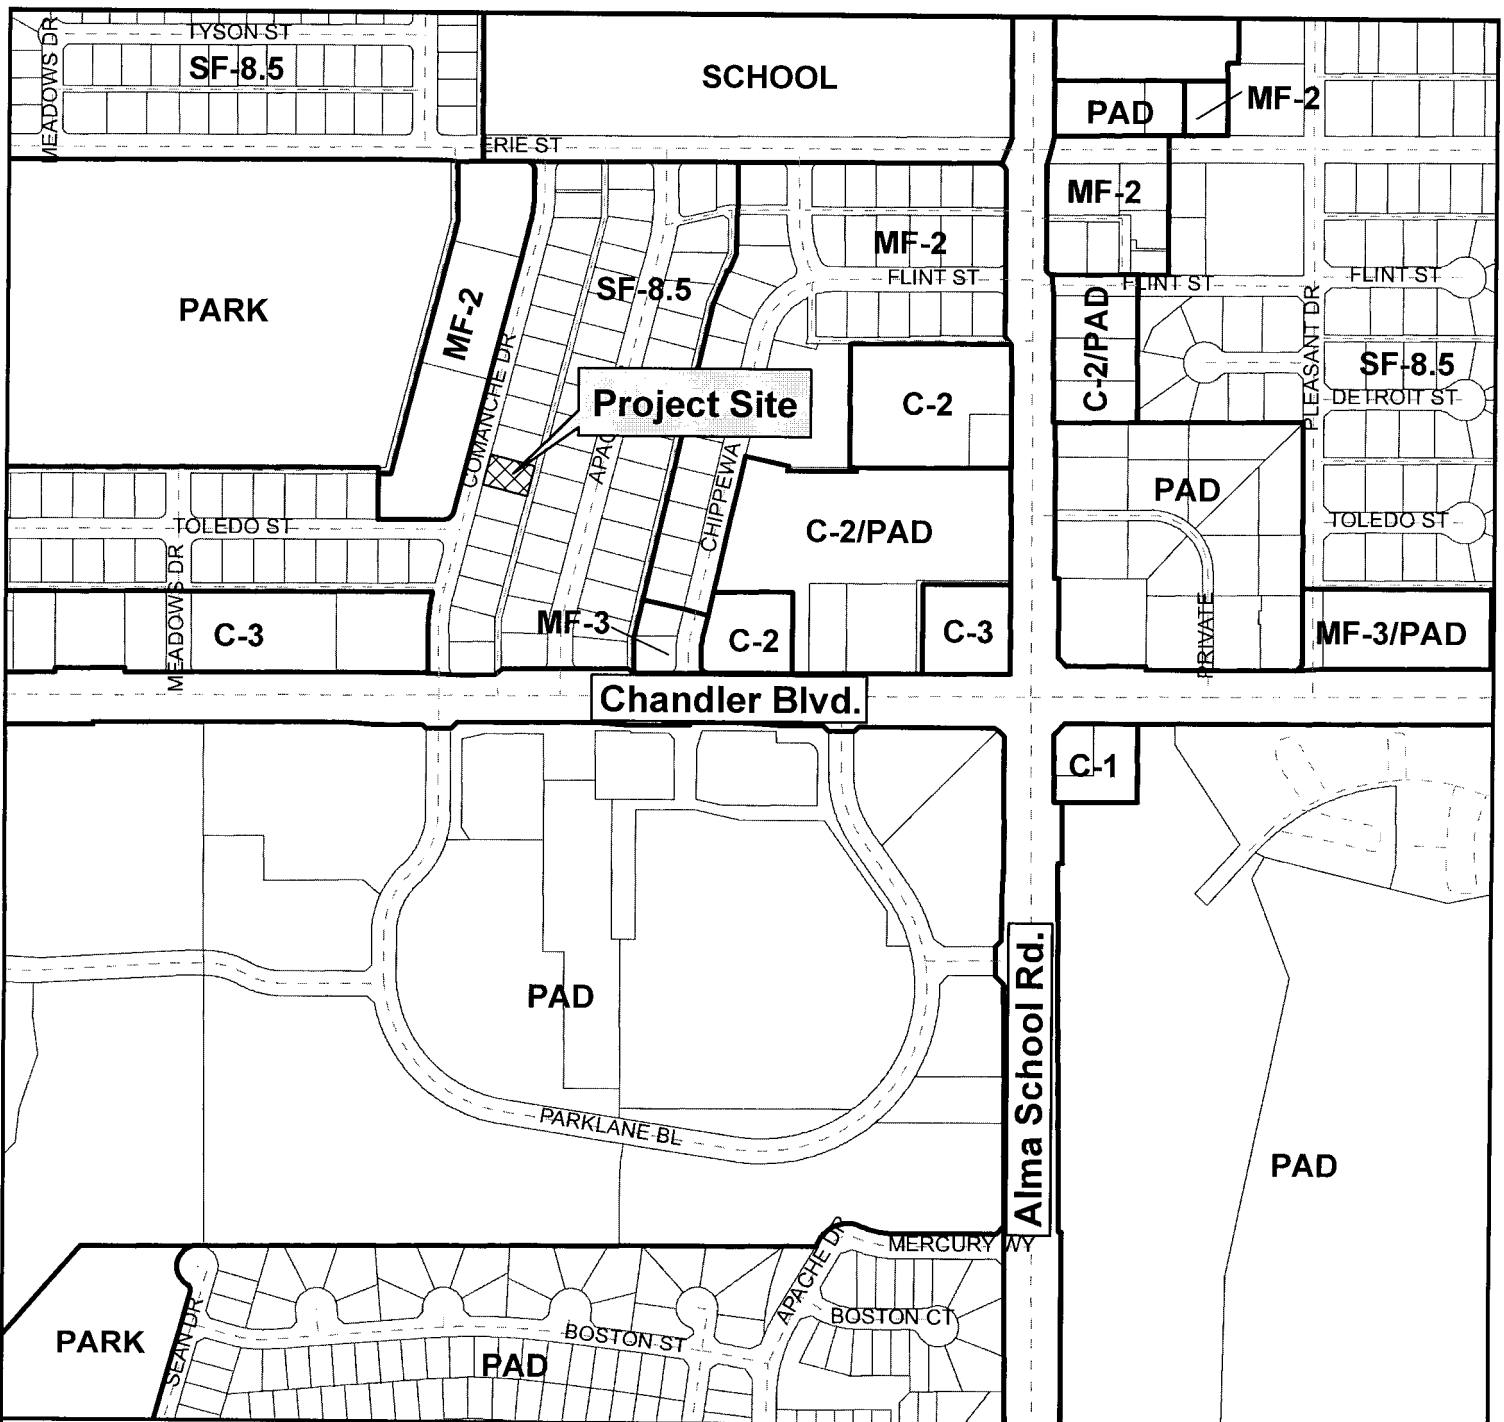 TYSON ST
MEADOWS DR
SF-8.5
SCHOOL
PAD
MF-2
ERIE ST
MF-2
MF-2
FLINT ST
FLINT ST
FLINT ST
PARK
MF-2
SF-8.5
C-2/PAD
PLEASANT DR
SF-8.5
DETROIT ST
COMANCHE DR
Project Site
APAC
C-2
CHIPPEWA
PAD
TOLEDO ST
TOLEDO ST
C-2/PAD
MEADOWS DR
C-3
MF-3
C-2
C-3
PRIVATE
MF-3/PAD
Chandler Blvd.
C-1
PAD
Alma School Rd.
PARKLANE BL
PAD
MERCURY WY
APACHE DR
BOSTON CT
PARK
SEAN DR
BOSTON ST
PAD